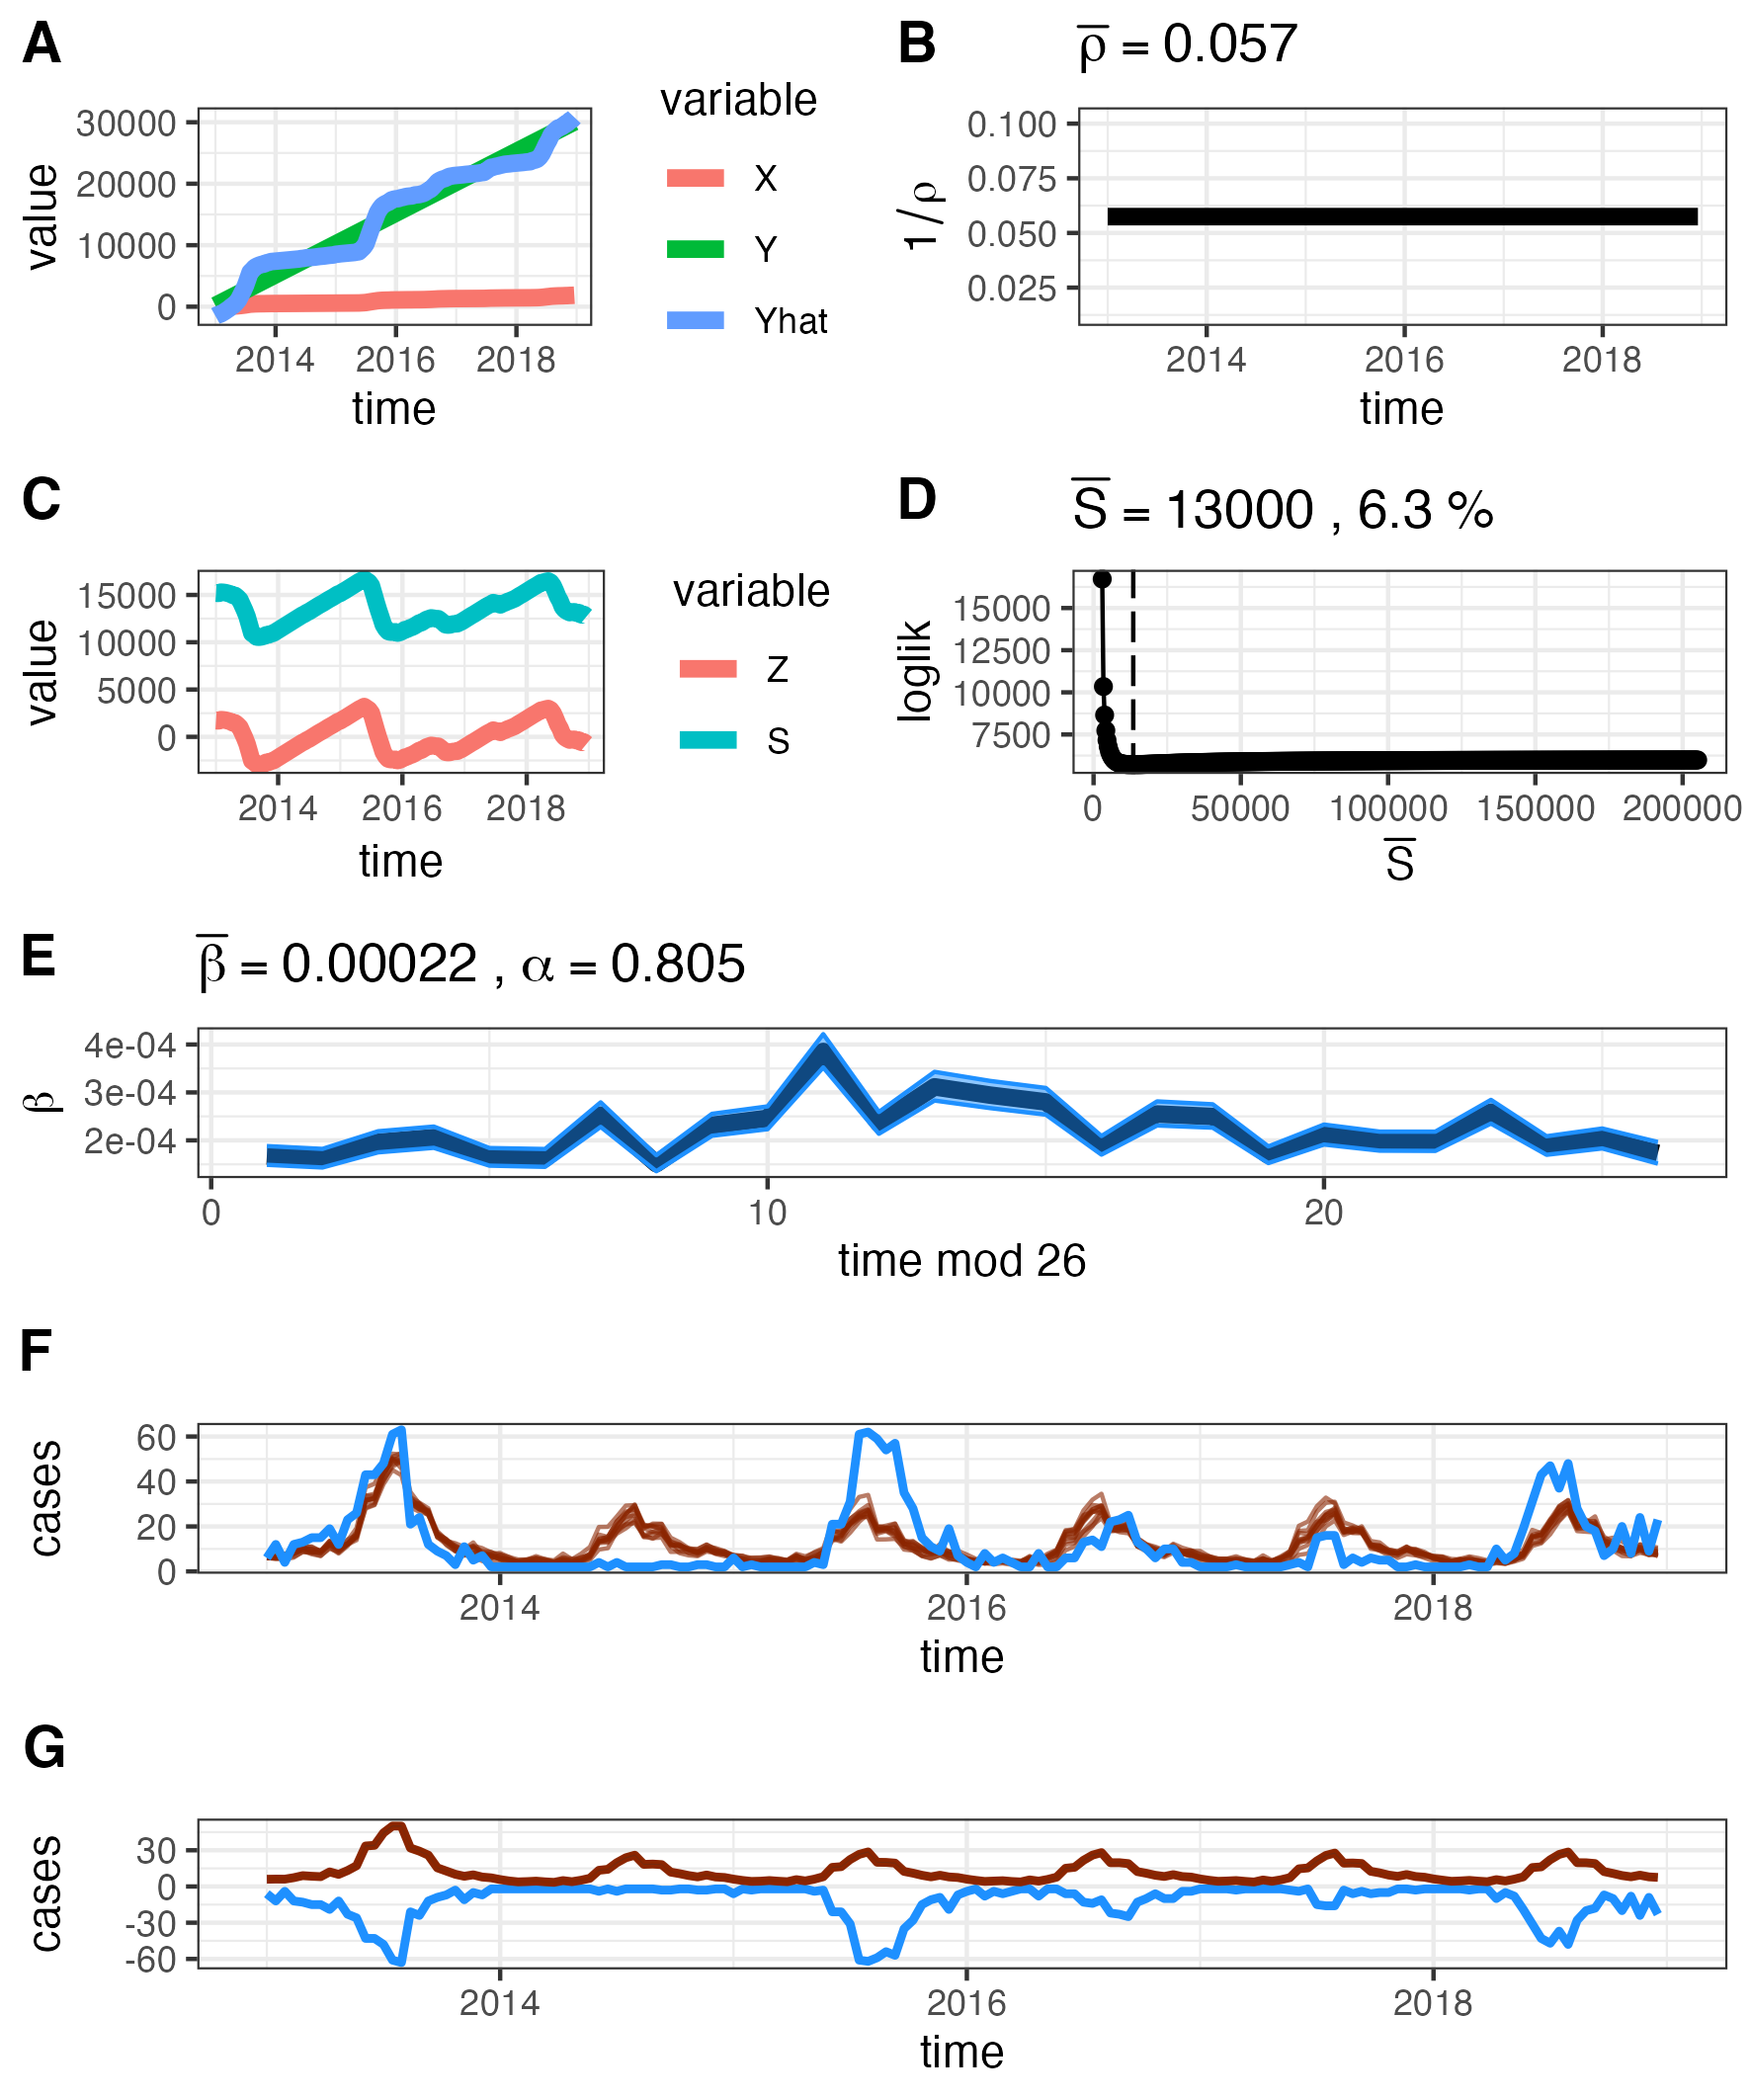 A
30000
20000
10000
0
value
2014 2016 2018
time
variable
X
Y
Yhat
B
ρ̅ = 0.057
0.100
0.075
0.050
0.025
1/ρ
2014 2016 2018
time
C
15000
10000
5000
0
value
2014 2016 2018
time
variable
Z
S
D
S̅ = 13000 , 6.3 %
15000
12500
10000
7500
loglik
0 50000 100000 150000 200000
S̅
E
β̅ = 0.00022 , α = 0.805
4e-04
3e-04
2e-04
β
0 10 20
time mod 26
F
60
40
20
0
cases
2014 2016 2018
time
G
30
0
-30
-60
cases
2014 2016 2018
time